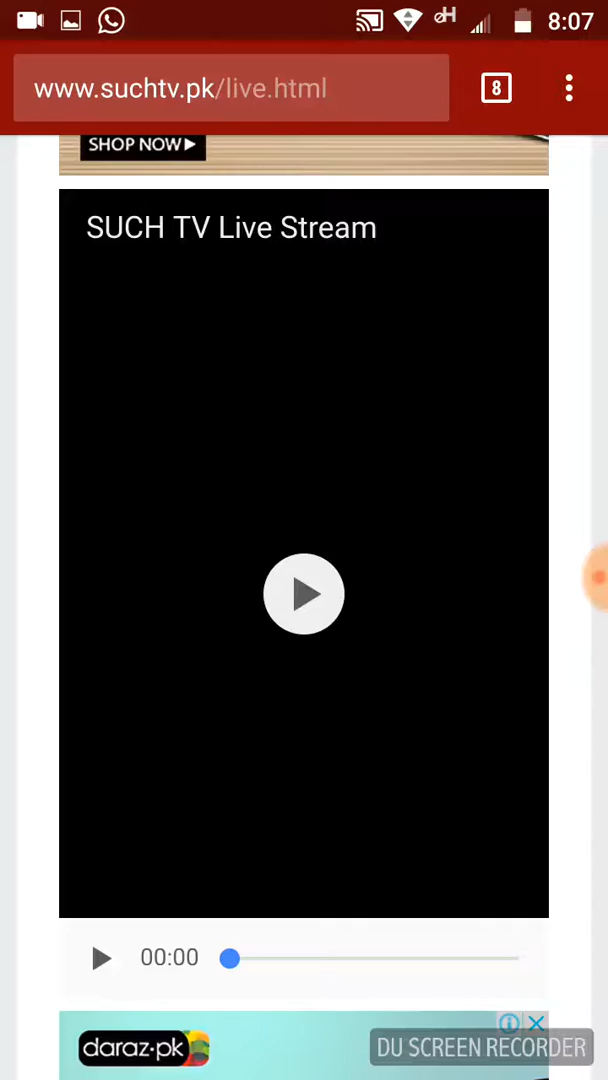 8:07
www.suchtv.pk/live.html
8
SHOP NOW
SUCH TV Live Stream
00:00
daraz.pk
DU SCREEN RECORDER